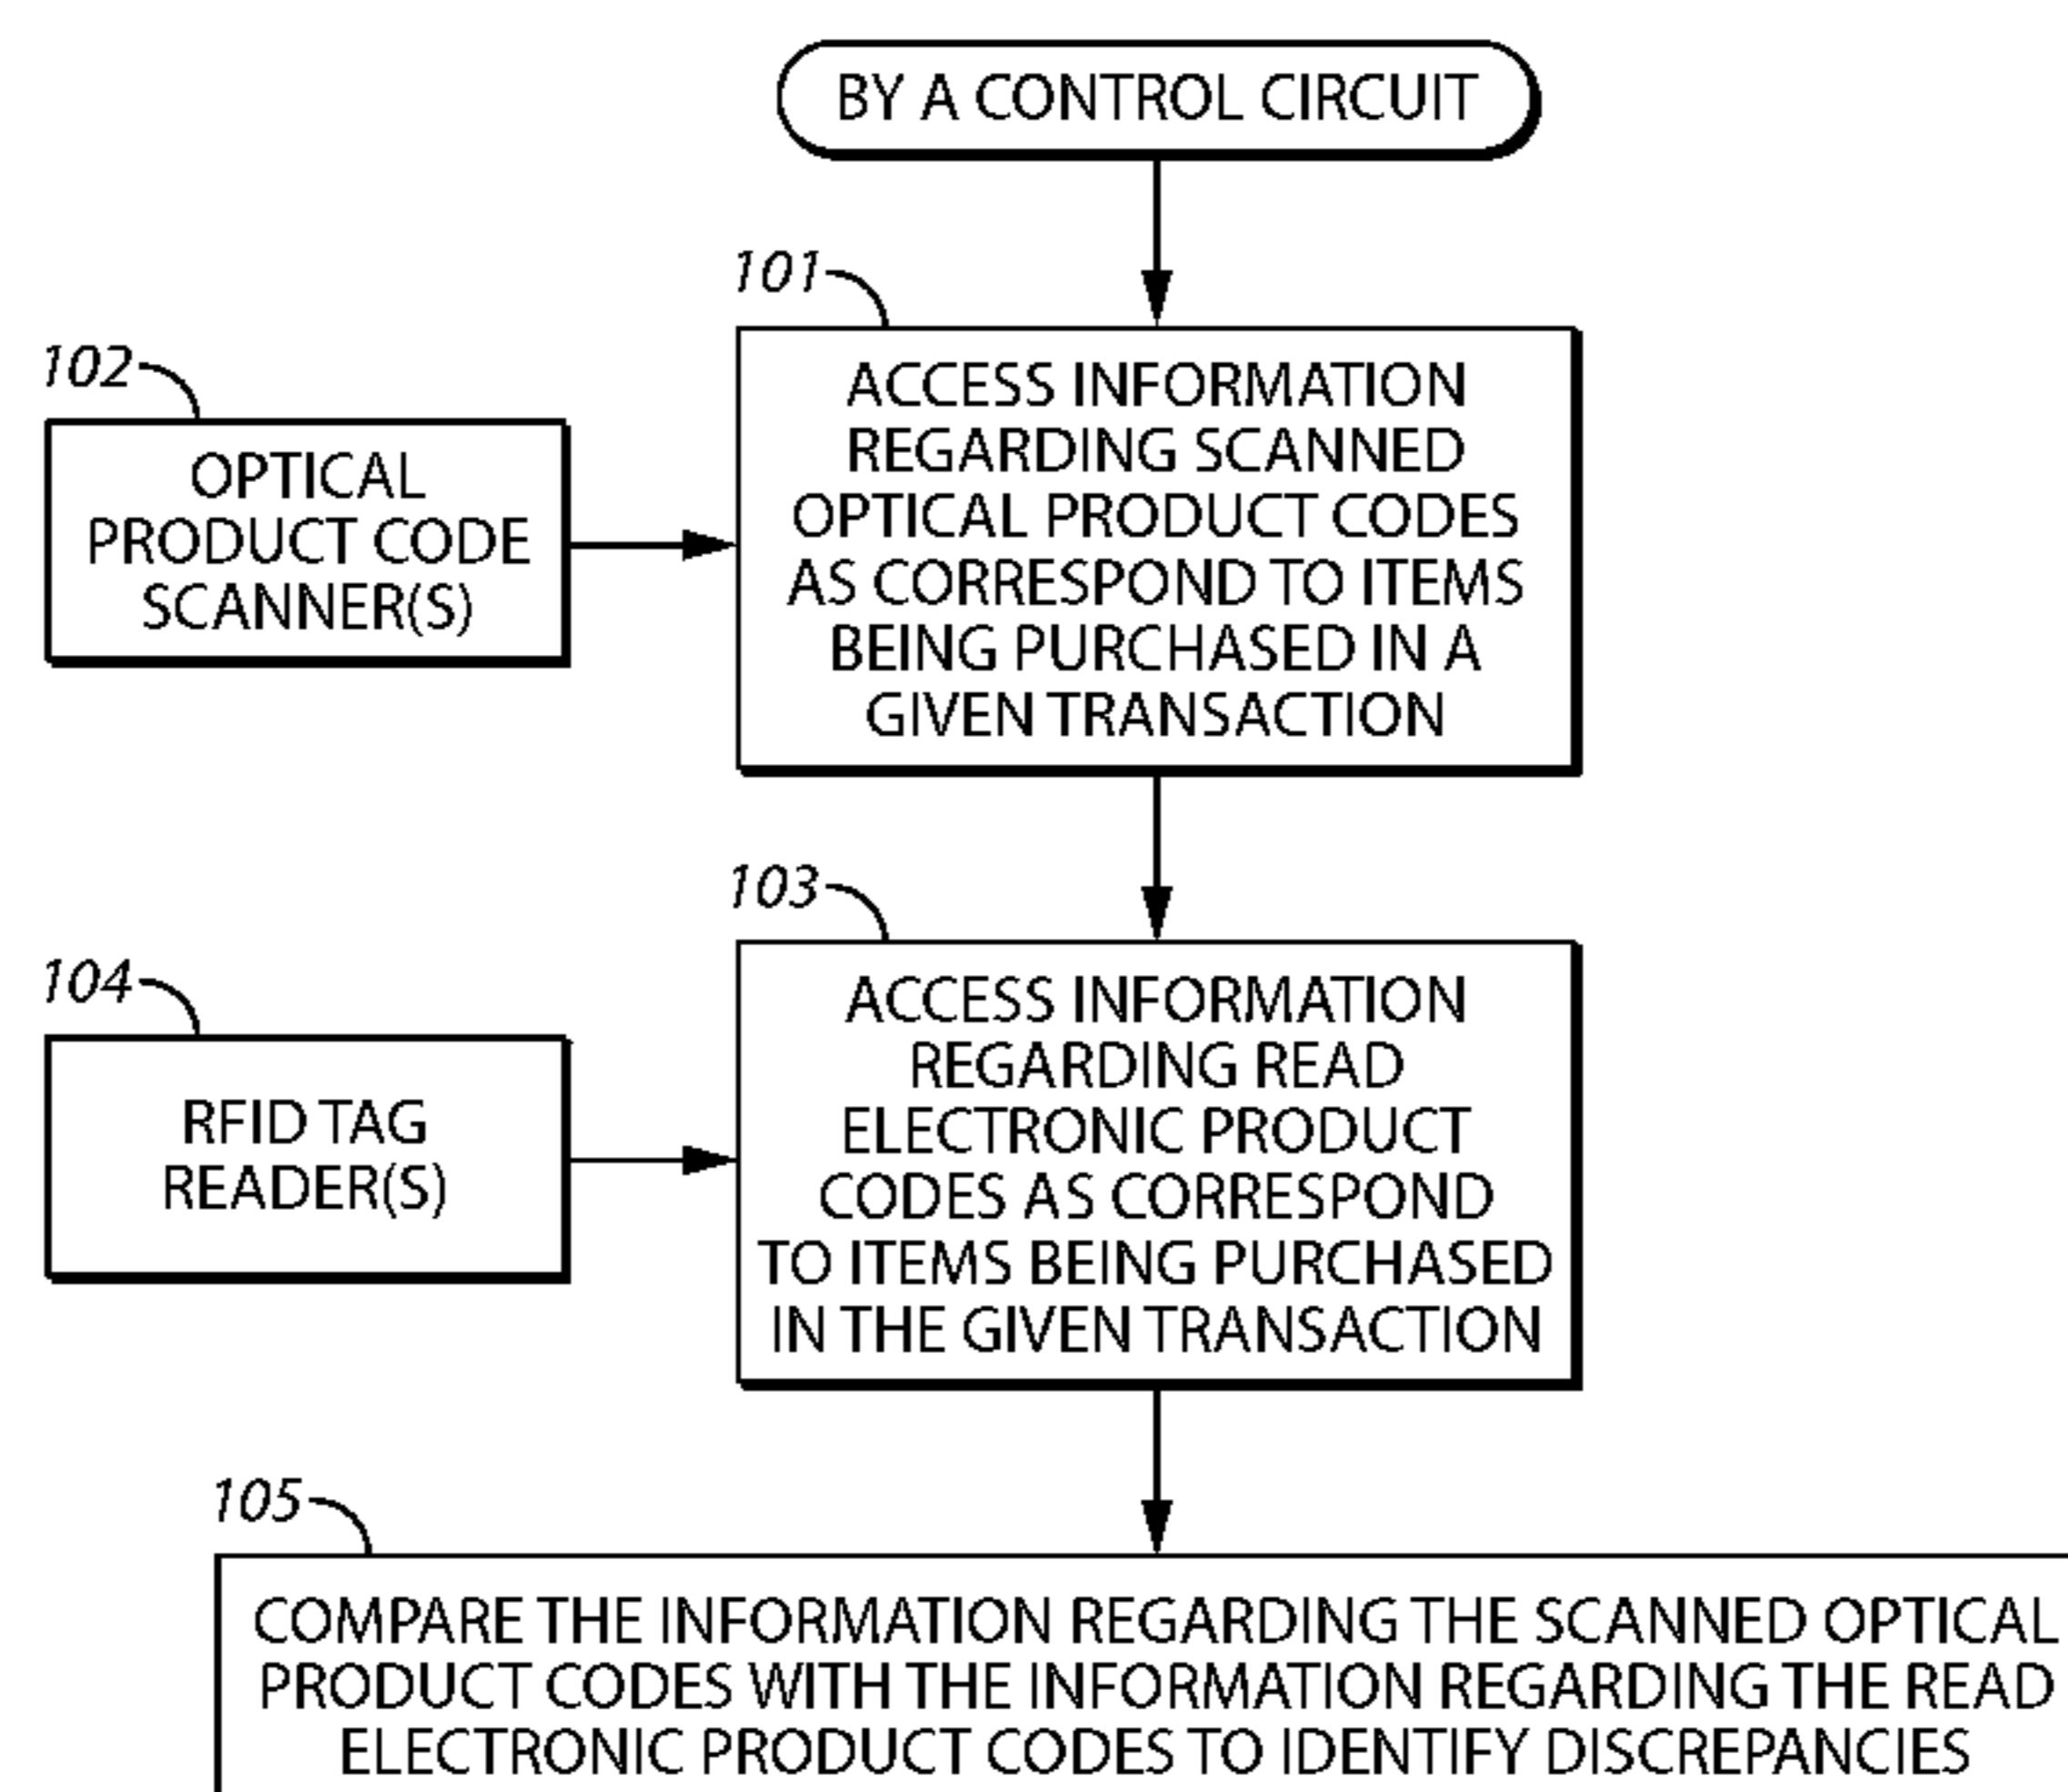 BY A CONTROL CIRCUIT
101
ACCESS INFORMATION
REGARDING SCANNED
OPTICAL PRODUCT CODES
AS CORRESPOND TO ITEMS
BEING PURCHASED IN A
GIVEN TRANSACTION
102
OPTICAL
PRODUCT CODE
SCANNER(S)
103
ACCESS INFORMATION
REGARDING READ
ELECTRONIC PRODUCT
CODES AS CORRESPOND
TO ITEMS BEING PURCHASED
IN THE GIVEN TRANSACTION
104
RFID TAG
READER(S)
105
COMPARE THE INFORMATION REGARDING THE SCANNED OPTICAL
PRODUCT CODES WITH THE INFORMATION REGARDING THE READ
ELECTRONIC PRODUCT CODES TO IDENTIFY DISCREPANCIES